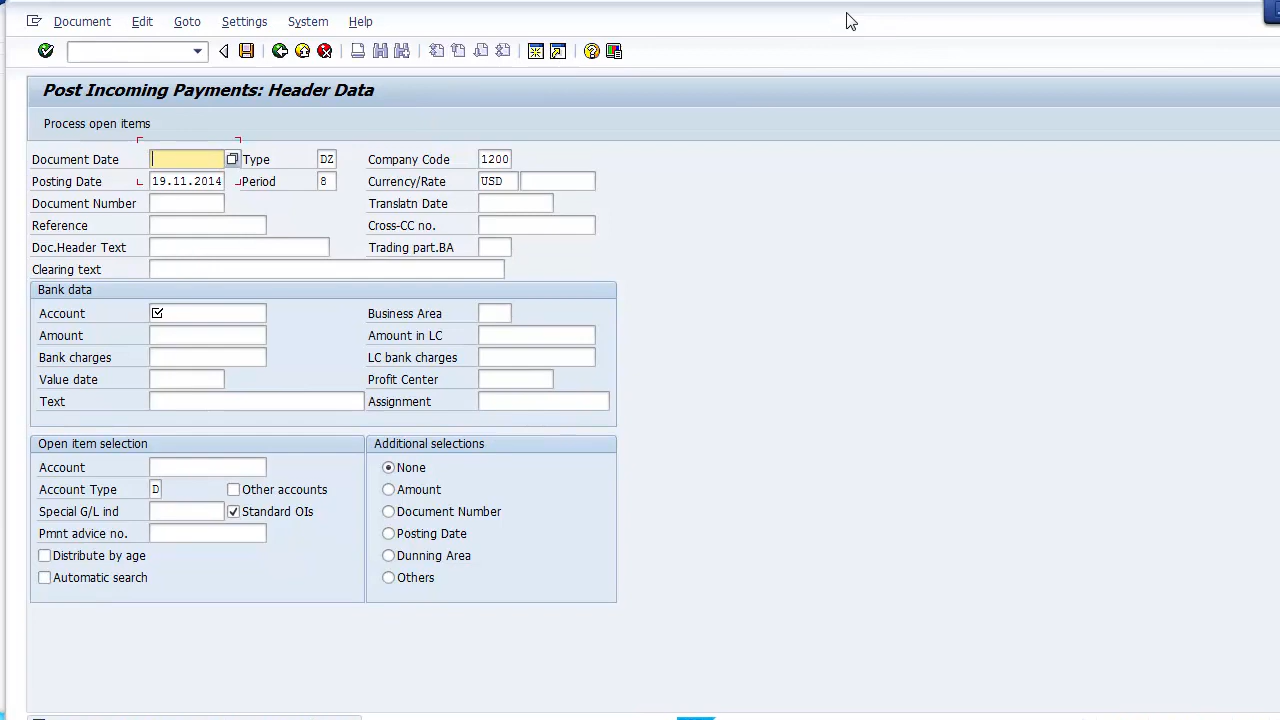 Document Edit Goto Settings System Help
Post Incoming Payments: Header Data
Process open items
Document Date Type DZ Company Code 1200
Posting Date 19.11.2014 Period 8 Currency/Rate USD
Document Number Translatn Date
Reference Cross-CC no.
Doc.Header Text Trading part.BA
Clearing text
Bank data
Account Business Area
Amount Amount in LC
Bank charges LC bank charges
Value date Profit Center
Text Assignment
Open item selection Additional selections
Account None
Account Type D Other accounts Amount
Special G/L ind Standard OIs Document Number
Pmnt advice no. Posting Date
Distribute by age Dunning Area
Automatic search Others